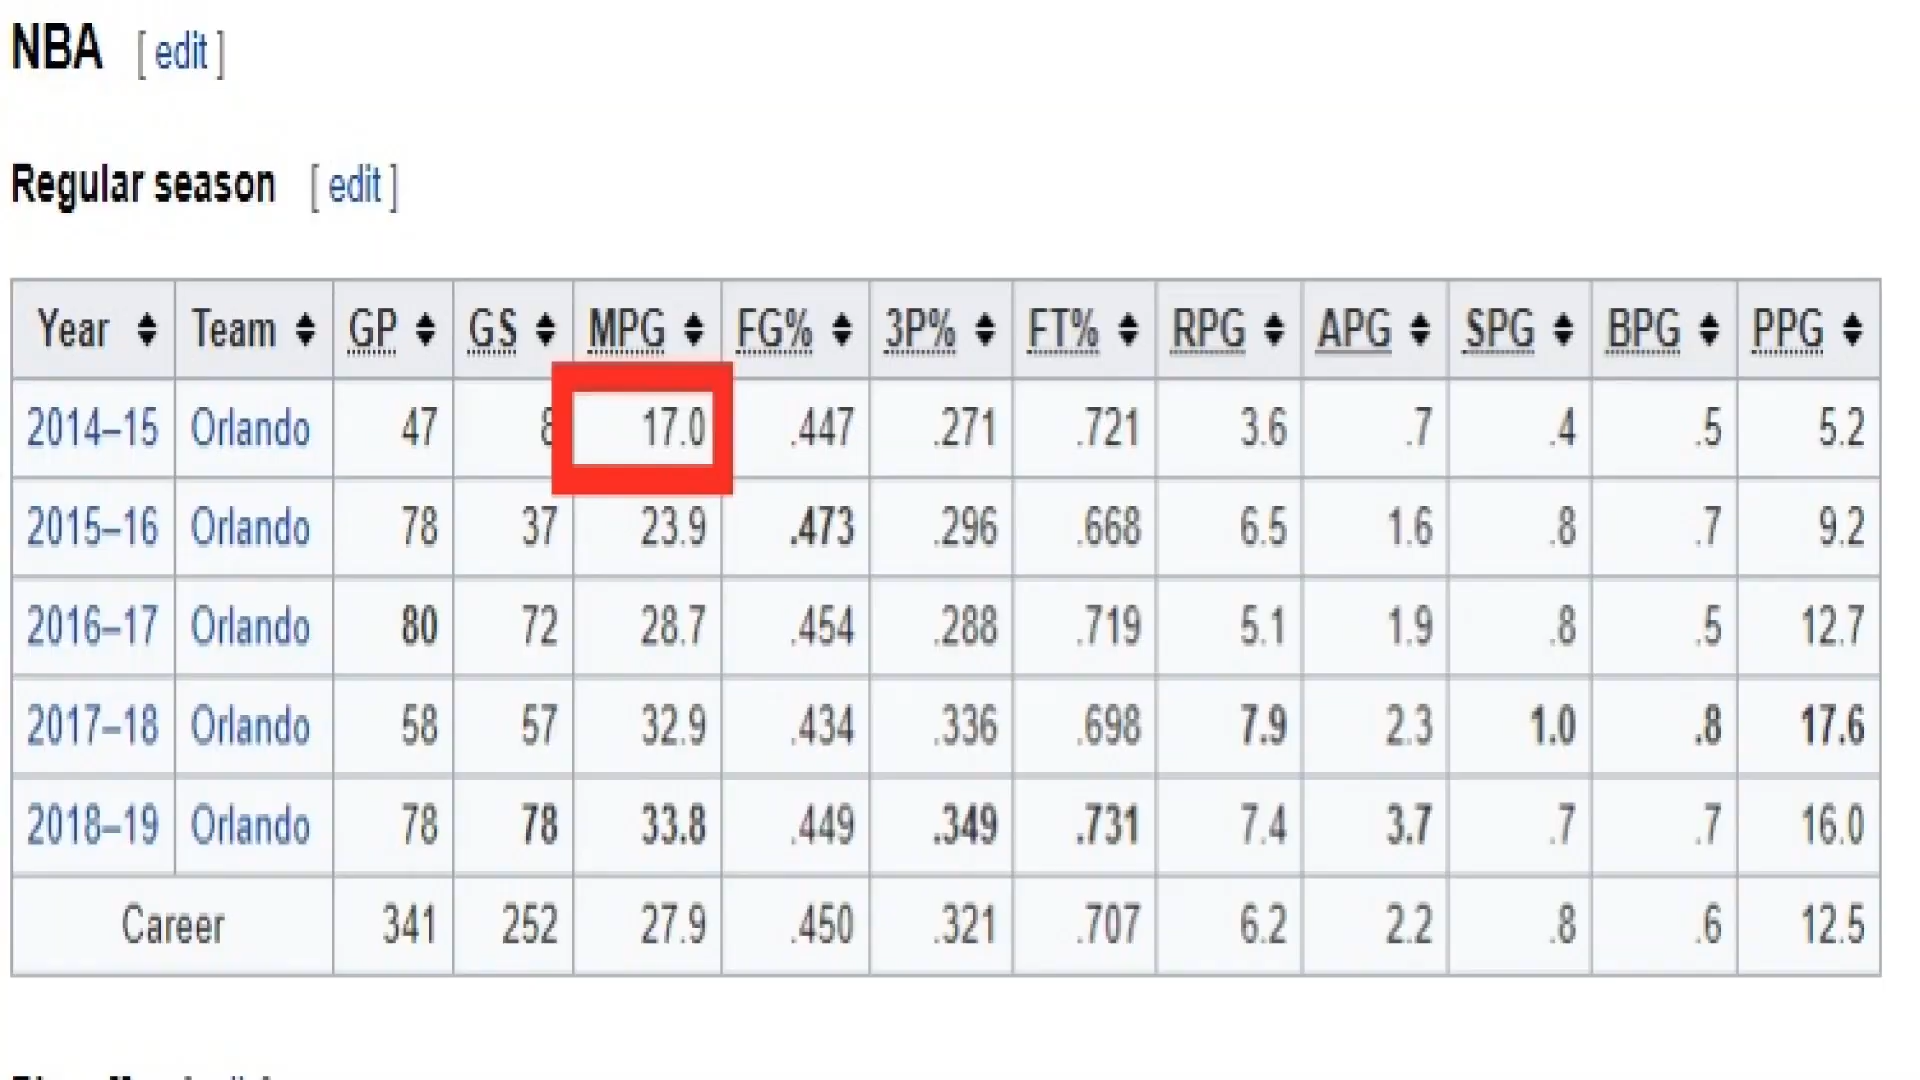 NBA [ edit ]
Regular season [ edit ]
Year Team GP GS MPG FG% 3P% FT% RPG APG SPG BPG PPG
2014–15 Orlando 47 8 17.0 .447 .271 .721 3.6 .7 .4 .5 5.2
2015–16 Orlando 78 37 23.9 .473 .296 .668 6.5 1.6 .8 .7 9.2
2016–17 Orlando 80 72 28.7 .454 .288 .719 5.1 1.9 .8 .5 12.7
2017–18 Orlando 58 57 32.9 .434 .336 .698 7.9 2.3 1.0 .8 17.6
2018–19 Orlando 78 78 33.8 .449 .349 .731 7.4 3.7 .7 .7 16.0
Career 341 252 27.9 .450 .321 .707 6.2 2.2 .8 .6 12.5